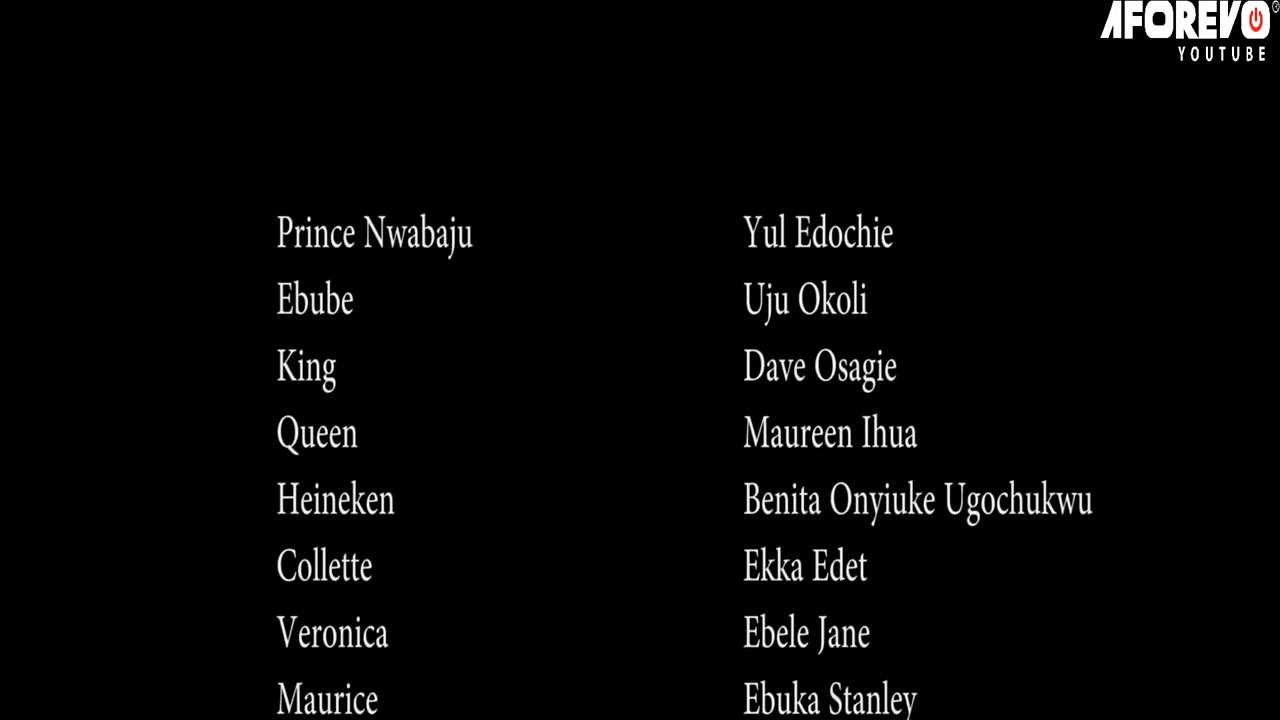 AFOREVO®
YOUTUBE
Prince Nwabaju Yul Edochie
Ebube Uju Okoli
King Dave Osagie
Queen Maureen Ihua
Heineken Benita Onyiuke Ugochukwu
Collette Ekka Edet
Veronica Ebele Jane
Maurice Ebuka Stanley